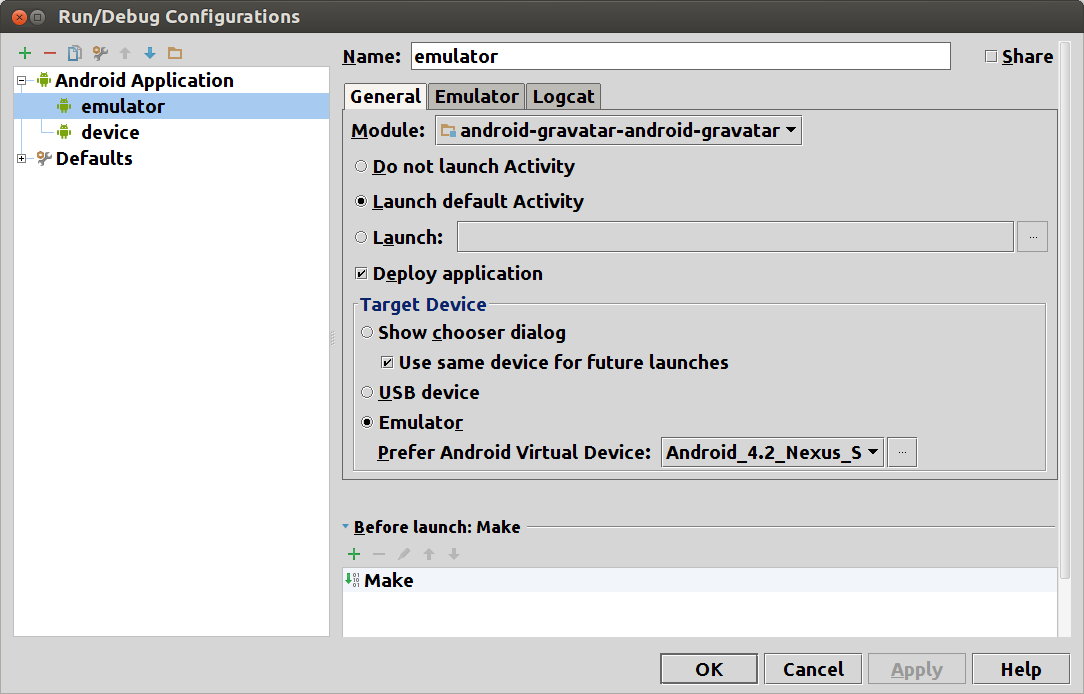 Run/Debug Configurations
Android Application
emulator
device
Defaults
Name: emulator Share
General Emulator Logcat
Module: android-gravatar-android-gravatar
Do not launch Activity
Launch default Activity
Launch: ...
Deploy application
Target Device
Show chooser dialog
Use same device for future launches
USB device
Emulator
Prefer Android Virtual Device: Android_4.2_Nexus_S ...
Before launch: Make
Make
OK Cancel Apply Help